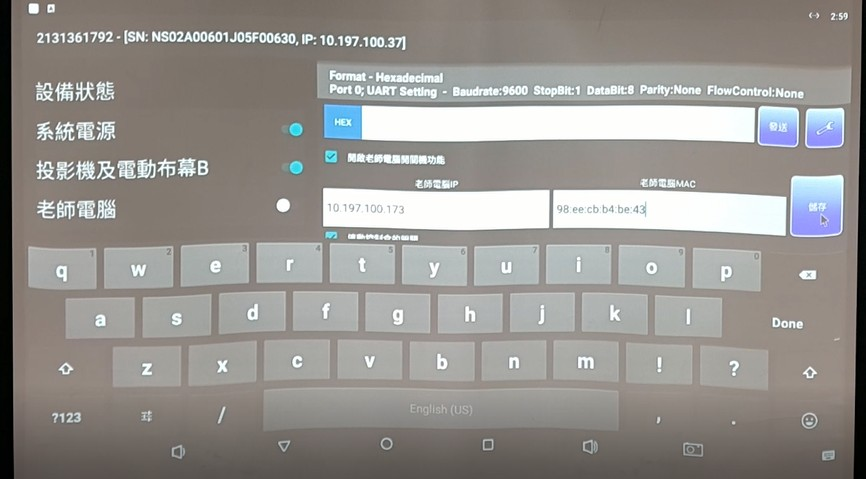 2:59
2131361792 - [SN: NS02A00601J05F00630, IP: 10.197.100.37]
Format - Hexadecimal
Port 0; UART Setting - Baudrate:9600 StopBit:1 DataBit:8 Parity:None FlowControl:None
設備狀態
系統電源
投影機及電動布幕B
老師電腦
HEX
發送
開啟老師電腦開關機功能
老師電腦IP
老師電腦MAC
10.197.100.173
98:ee:cb:b4:be:43
儲存
q 1 w 2 e 3 r 4 t 5 y 6 u 7 i 8 o 9 p 0
a s d f g h j k l Done
z x c v b n m ! ?
?123 / English (US) , .